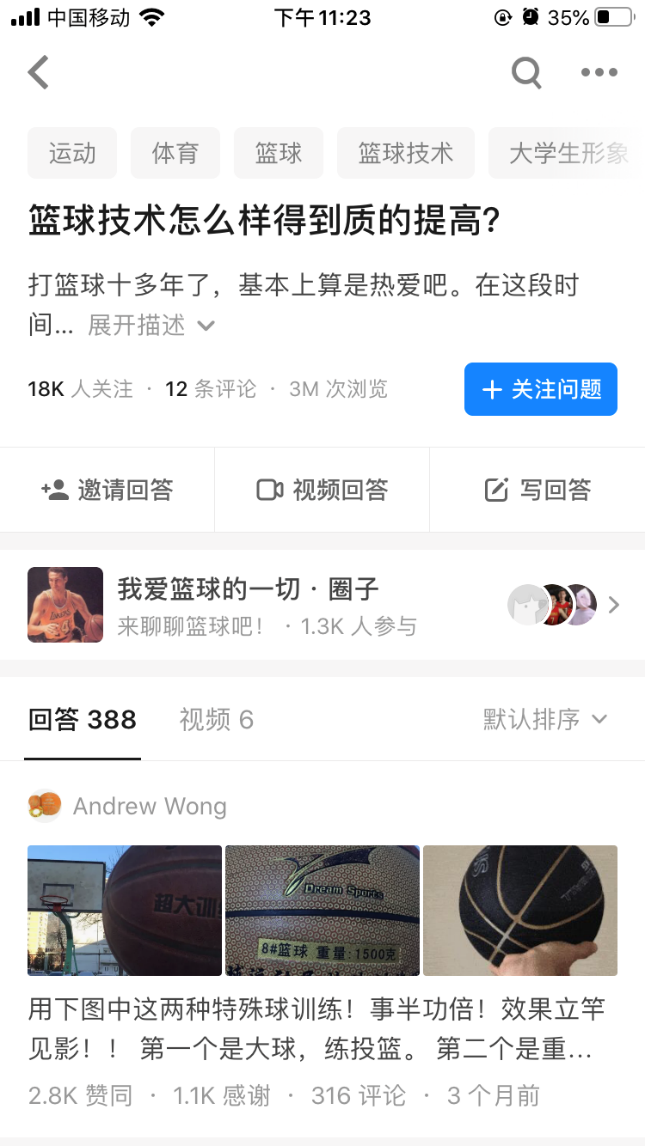 中国移动 下午11:23 35%
运动 体育 篮球 篮球技术 大学生形象
篮球技术怎么样得到质的提高?
打篮球十多年了，基本上算是热爱吧。在这段时
间... 展开描述
18K 人关注 · 12 条评论 · 3M 次浏览
关注问题
邀请回答 视频回答 写回答
我爱篮球的一切 · 圈子
来聊聊篮球吧！ · 1.3K 人参与
回答 388 视频 6 默认排序
Andrew Wong
超大训
Dream Sports
8#篮球 重量:1500克
用下图中这两种特殊球训练！事半功倍！效果立竿
见影！！ 第一个是大球，练投篮。 第二个是重...
2.8K 赞同 · 1.1K 感谢 · 316 评论 · 3 个月前